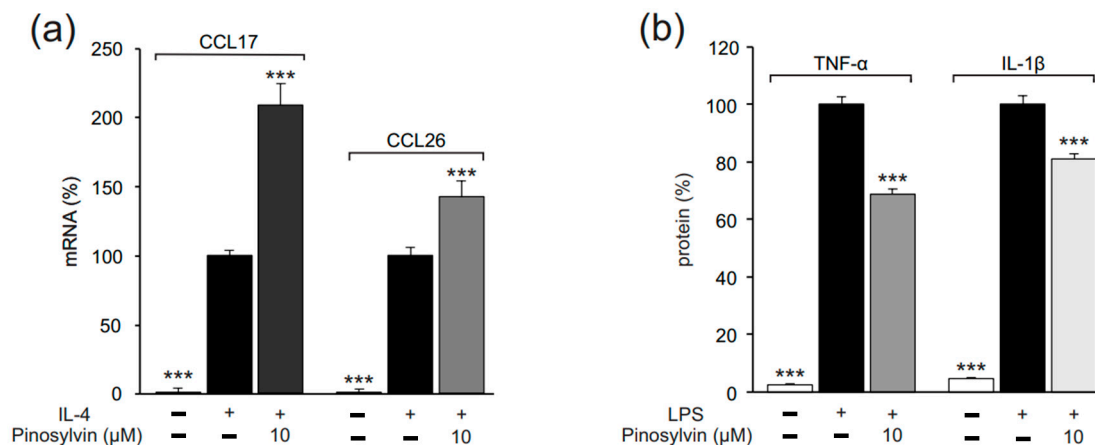 (a)
CCL17
CCL26
mRNA (%)
250
200
150
100
50
0
***
***
***
***
IL-4 – + + – + +
Pinosylvin (µM) – – 10 – – 10
(b)
TNF-α
IL-1β
protein (%)
120
100
80
60
40
20
0
***
***
***
***
LPS – + + – + +
Pinosylvin (µM) – – 10 – – 10